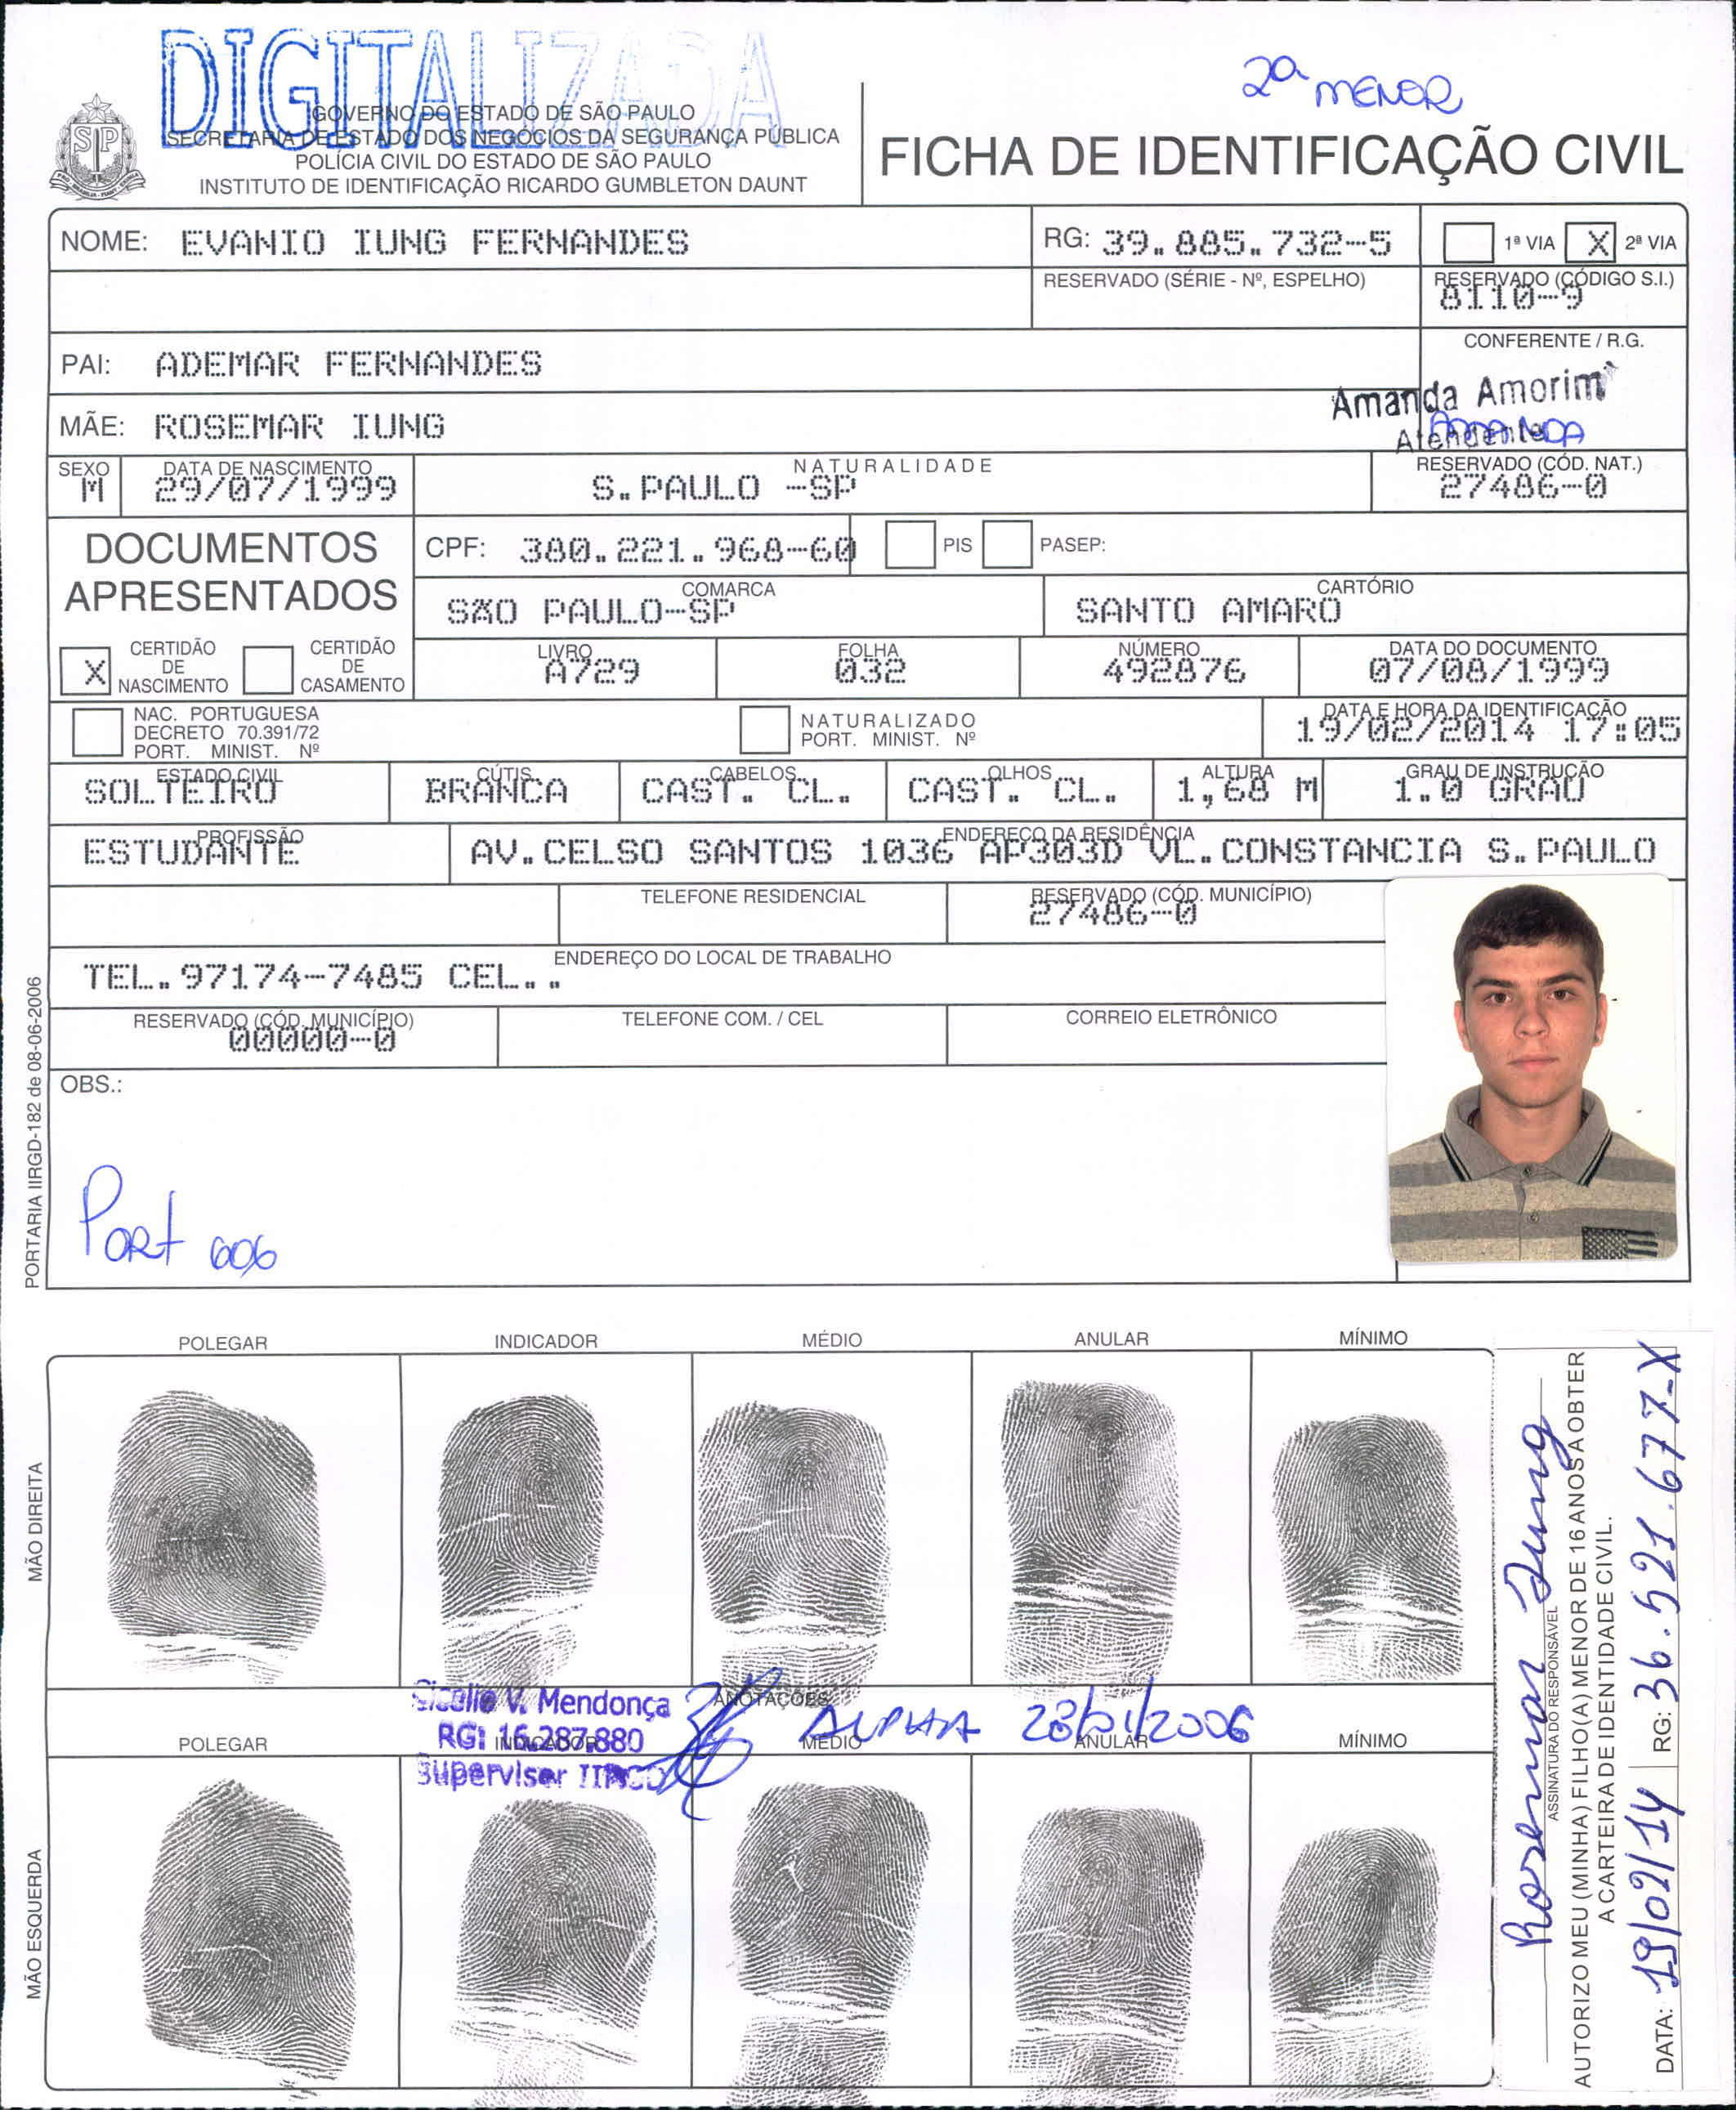 DIGITALIZADA
2ª MENOR
GOVERNO DO ESTADO DE SÃO PAULO
SECRETARIA DE ESTADO DOS NEGÓCIOS DA SEGURANÇA PÚBLICA
POLÍCIA CIVIL DO ESTADO DE SÃO PAULO
INSTITUTO DE IDENTIFICAÇÃO RICARDO GUMBLETON DAUNT
SP
FICHA DE IDENTIFICAÇÃO CIVIL
NOME: EVANIO IUNG FERNANDES RG: 39.885.732-5 1ª VIA X 2ª VIA
RESERVADO (SÉRIE - Nº, ESPELHO) RESERVADO (CÓDIGO S.I.)
8110-9
CONFERENTE / R.G.
PAI: ADEMAR FERNANDES
Amanda Amorim
MÃE: ROSEMAR IUNG
Atendente AMANDA
SEXO DATA DE NASCIMENTO NATURALIDADE RESERVADO (CÓD. NAT.)
M 29/07/1999 S.PAULO -SP 27486-0
DOCUMENTOS APRESENTADOS
CPF: 380.221.968-60 PIS PASEP:
COMARCA CARTÓRIO
SÃO PAULO-SP SANTO AMARO
X CERTIDÃO DE NASCIMENTO CERTIDÃO DE CASAMENTO
LIVRO FOLHA NÚMERO DATA DO DOCUMENTO
A729 032 492876 07/08/1999
NAC. PORTUGUESA
DECRETO 70.391/72
PORT. MINIST. Nº
NATURALIZADO
PORT. MINIST. Nº
DATA E HORA DA IDENTIFICAÇÃO
19/02/2014 17:05
ESTADO CIVIL CÚTIS CABELOS OLHOS ALTURA GRAU DE INSTRUÇÃO
SOLTEIRO BRANCA CAST. CL. CAST. CL. 1,68 M 1.0 GRAU
PROFISSÃO ENDEREÇO DA RESIDÊNCIA
ESTUDANTE AV.CELSO SANTOS 1036 AP303D VL.CONSTANCIA S.PAULO
TELEFONE RESIDENCIAL RESERVADO (CÓD. MUNICÍPIO)
27486-0
ENDEREÇO DO LOCAL DE TRABALHO
TEL.97174-7485 CEL..
RESERVADO (CÓD. MUNICÍPIO) TELEFONE COM. / CEL CORREIO ELETRÔNICO
00000-0
OBS.:
Port 606
PORTARIA IIRGD-182 de 08-06-2006
POLEGAR INDICADOR MÉDIO ANULAR MÍNIMO
MÃO DIREITA
V. Mendonça
ANOTAÇÕES
RG: 16.287.880
ALPHA 23/01/2006
Supervisor IIRGD
POLEGAR INDICADOR MÉDIO ANULAR MÍNIMO
MÃO ESQUERDA
Rosemar Iung
ASSINATURA DO RESPONSÁVEL
AUTORIZO MEU (MINHA) FILHO(A) MENOR DE 16 ANOS A OBTER
A CARTEIRA DE IDENTIDADE CIVIL.
DATA: 19/02/14 RG: 36.521.677-X